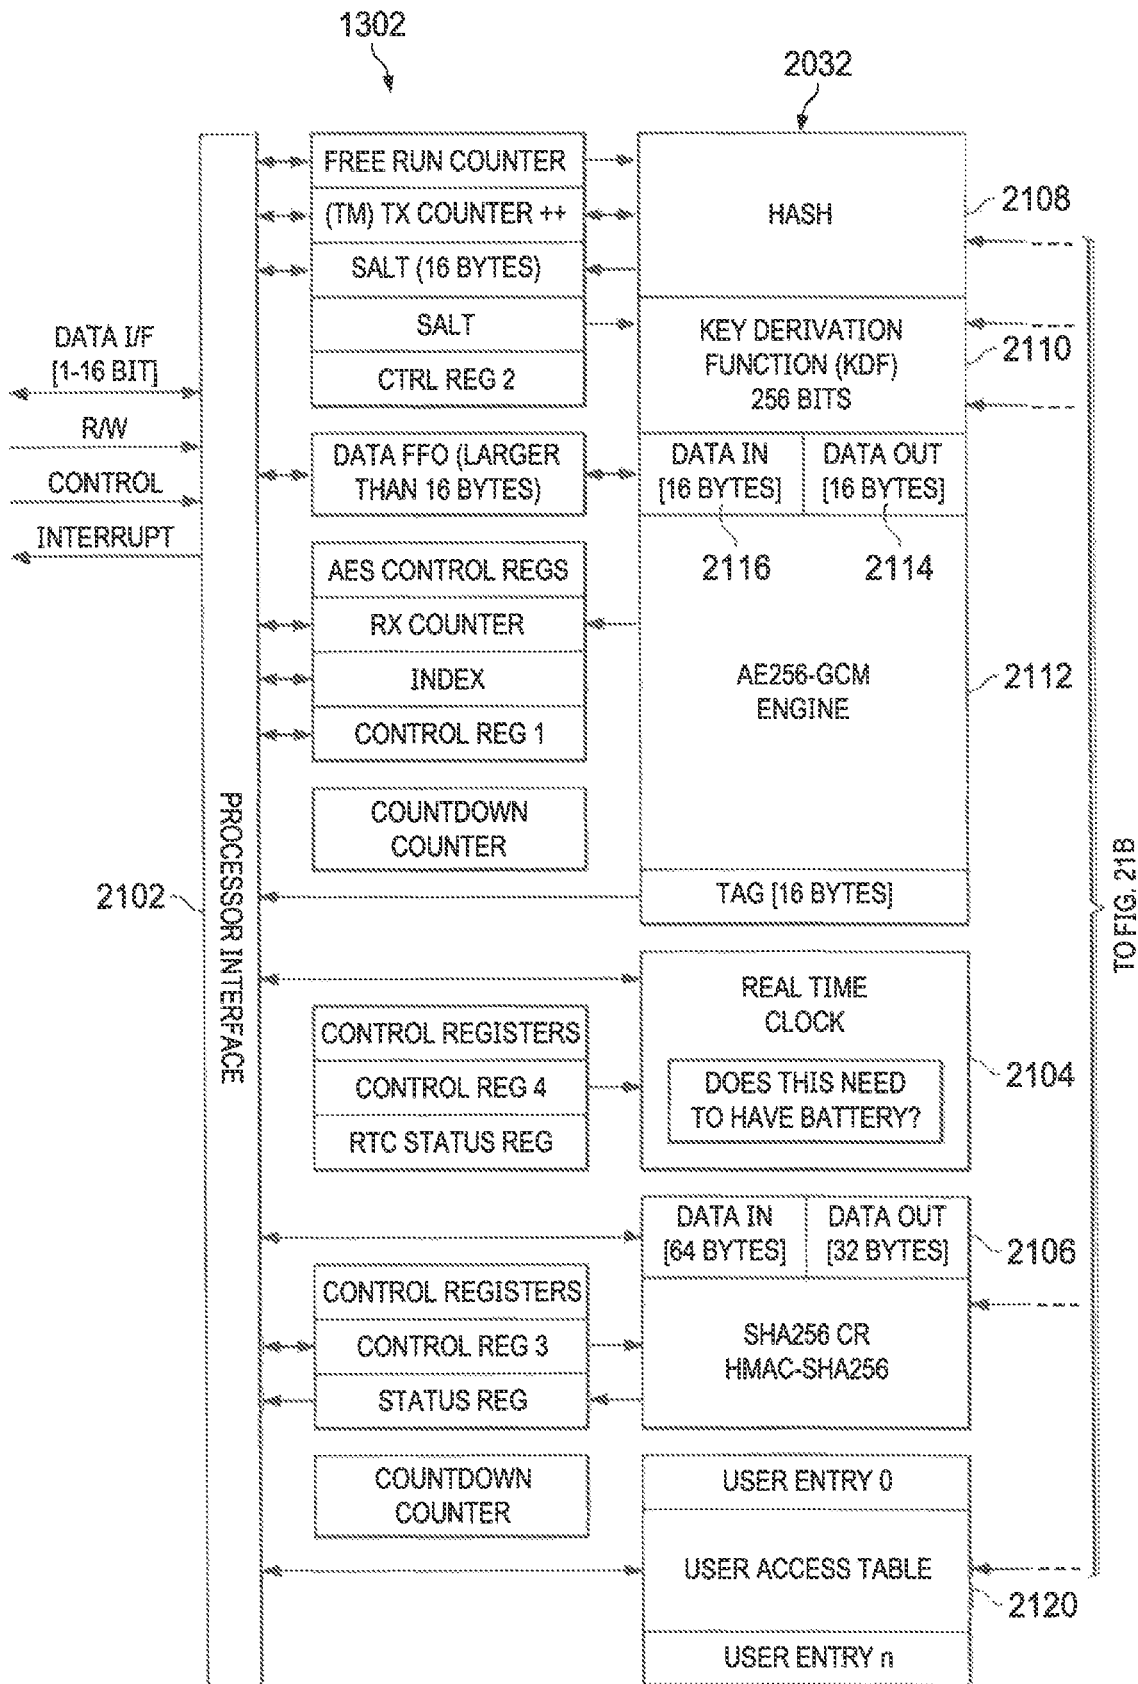 1302
2032
FREE RUN COUNTER
(TM) TX COUNTER ++
SALT (16 BYTES)
SALT
CTRL REG 2
HASH
2108
KEY DERIVATION
FUNCTION (KDF)
256 BITS
2110
DATA I/F
[1-16 BIT]
R/W
CONTROL
INTERRUPT
DATA FFO (LARGER
THAN 16 BYTES)
DATA IN
[16 BYTES]
DATA OUT
[16 BYTES]
2116
2114
AES CONTROL REGS
RX COUNTER
INDEX
CONTROL REG 1
AE256-GCM
ENGINE
2112
COUNTDOWN
COUNTER
TAG [16 BYTES]
PROCESSOR INTERFACE
2102
TO FIG. 21B
REAL TIME
CLOCK
DOES THIS NEED
TO HAVE BATTERY?
2104
CONTROL REGISTERS
CONTROL REG 4
RTC STATUS REG
DATA IN
[64 BYTES]
DATA OUT
[32 BYTES]
2106
CONTROL REGISTERS
CONTROL REG 3
STATUS REG
SHA256 CR
HMAC-SHA256
COUNTDOWN
COUNTER
USER ENTRY 0
USER ACCESS TABLE
2120
USER ENTRY n